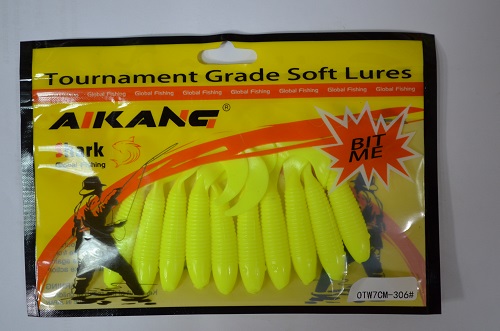 Tournament Grade Soft Lures
Global Fishing Global Fishing Global Fishing Global Fishing Global Fishing
AIKANG®
Shark
Global Fishing
BIT
ME
OTW7CM-306#